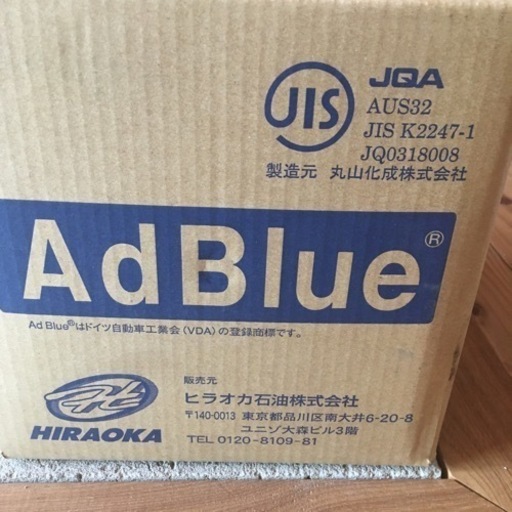 JIS
JQA
AUS32
JIS K2247-1
JQ0318008
製造元 丸山化成株式会社
AdBlue®
Ad Blue®はドイツ自動車工業会(VDA)の登録商標です。
HIRAOKA
販売元
ヒラオカ石油株式会社
〒140-0013 東京都品川区南大井6-20-8
ユニゾ大森ビル3階
TEL 0120-8109-81